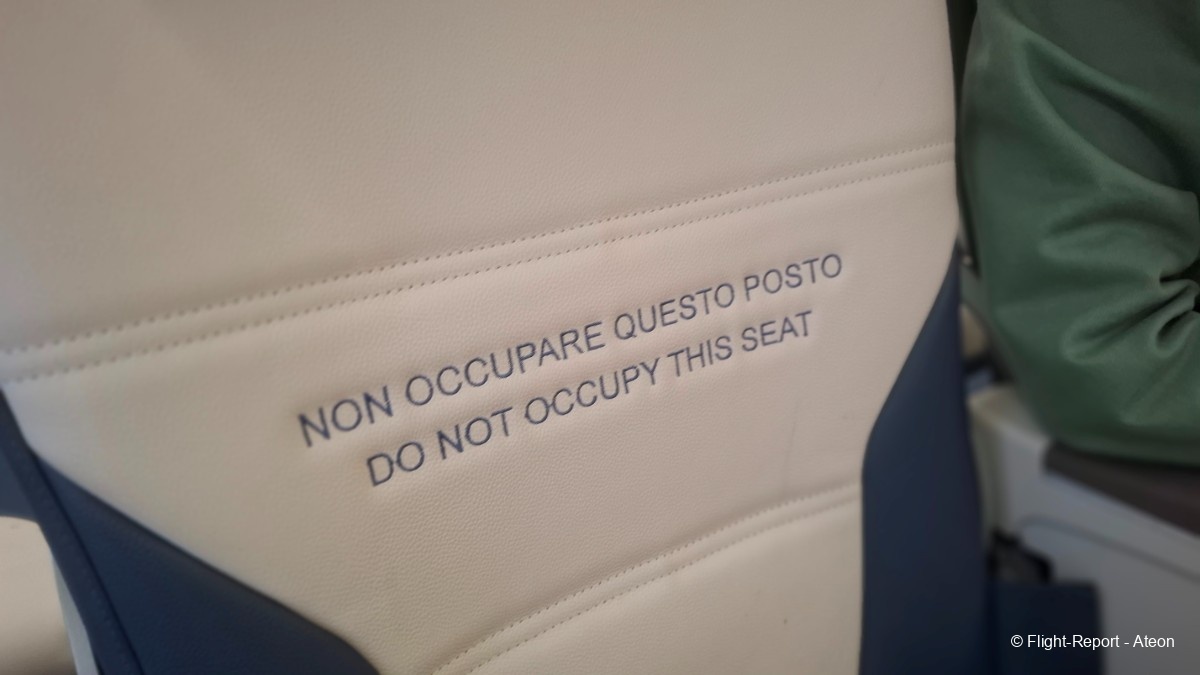 NON OCCUPARE QUESTO POSTO
DO NOT OCCUPY THIS SEAT
© Flight-Report - Ateon